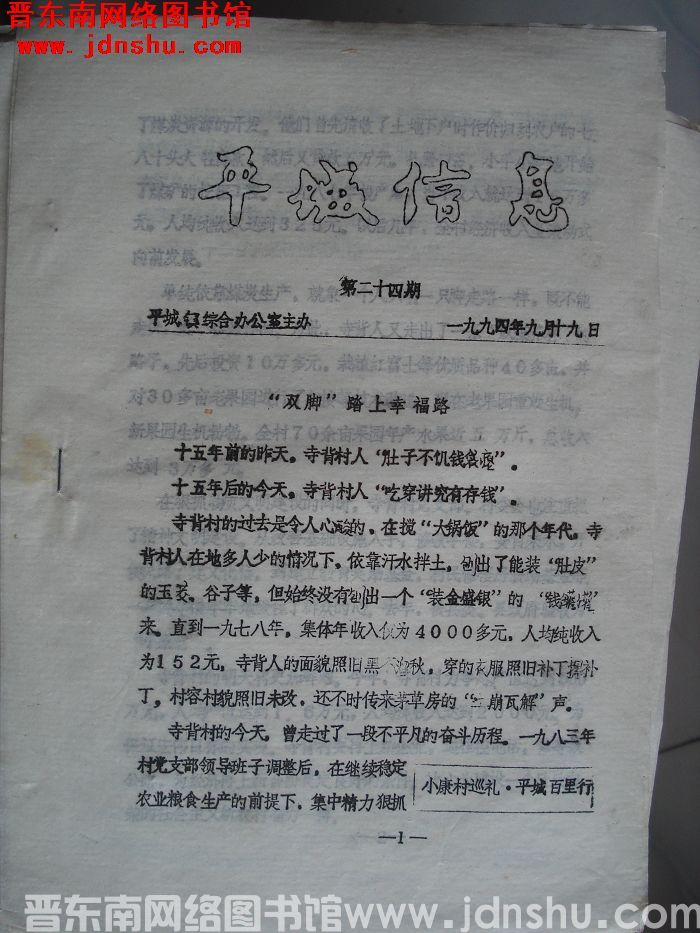 晋东南网络图书馆
www.jdnshu.com
平城信息
第二十四期
平城镇综合办公室主办 一九九四年九月十九日
“双脚”踏上幸福路
十五年前的昨天。寺背村人“肚子不饥钱袋瘪”。
十五年后的今天。寺背村人“吃穿讲究有存钱”。
寺背村的过去是令人心酸的，在搅“大锅饭”的那个年代。寺
背村人在地多人少的情况下，依靠汗水拌土，刨出了能装“肚皮”
的玉茭、谷子等，但始终没有刨出一个“装金盛银”的“钱罐罐”
来。直到一九七八年，集体年收入仅为4000多元，人均纯收入
为152元，寺背人的面貌照旧黑不溜秋，穿的衣服照旧补丁摞补
丁，村容村貌照旧未改，还不时传来茅草房的“土崩瓦解”声。
寺背村的今天。曾走过了一段不平凡的奋斗历程。一九八三年
村党支部领导班子调整后，在继续稳定
农业粮食生产的前提下，集中精力狠抓
小康村巡礼·平城百里行
—1—
晋东南网络图书馆www.jdnshu.com